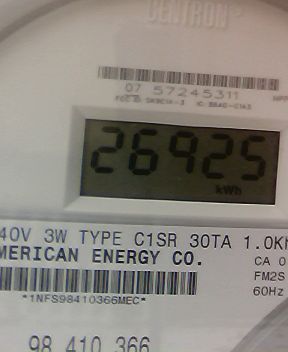 CENTRON®
07 57245311
26925
kWh
40V 3W TYPE C1SR 30TA 1.0Kh
MERICAN ENERGY CO.
CA 0
FM2S
60Hz
*1NFS98410366MEC*
98 410 366